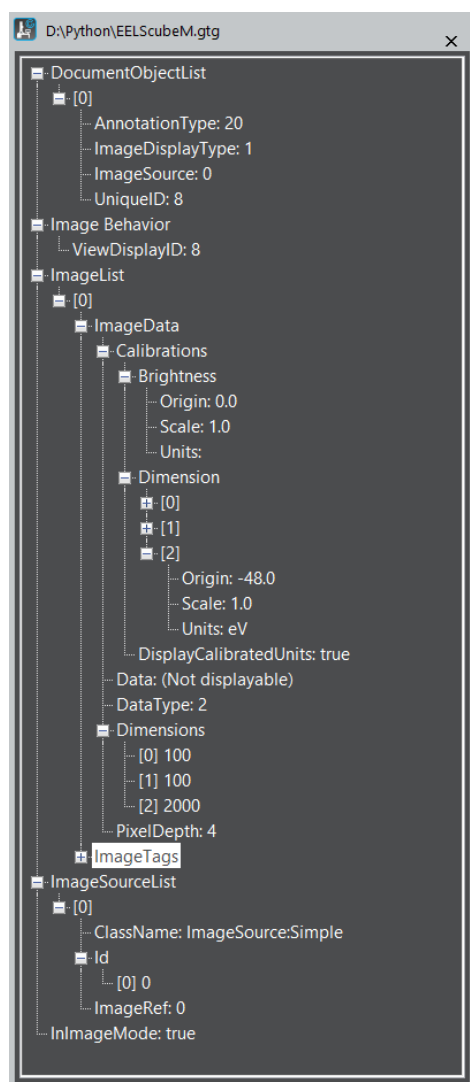 D:\Python\EELScubeM.gtg
DocumentObjectList
[0]
AnnotationType: 20
ImageDisplayType: 1
ImageSource: 0
UniqueID: 8
Image Behavior
ViewDisplayID: 8
ImageList
[0]
ImageData
Calibrations
Brightness
Origin: 0.0
Scale: 1.0
Units:
Dimension
[0]
[1]
[2]
Origin: -48.0
Scale: 1.0
Units: eV
DisplayCalibratedUnits: true
Data: (Not displayable)
DataType: 2
Dimensions
[0] 100
[1] 100
[2] 2000
PixelDepth: 4
ImageTags
ImageSourceList
[0]
ClassName: ImageSource:Simple
Id
[0] 0
ImageRef: 0
InImageMode: true